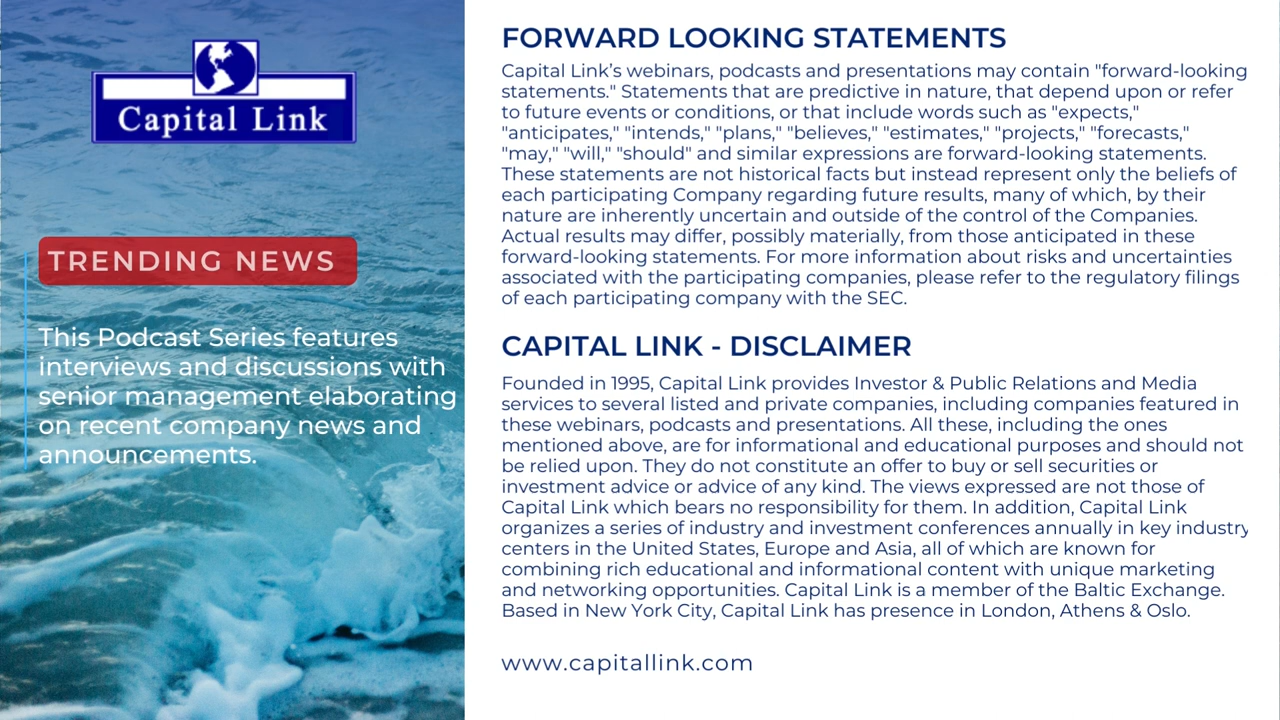 Capital Link
TRENDING NEWS
This Podcast Series features
interviews and discussions with
senior management elaborating
on recent company news and
announcements.
FORWARD LOOKING STATEMENTS
Capital Link’s webinars, podcasts and presentations may contain "forward-looking
statements." Statements that are predictive in nature, that depend upon or refer
to future events or conditions, or that include words such as "expects,"
"anticipates," "intends," "plans," "believes," "estimates," "projects," "forecasts,"
"may," "will," "should" and similar expressions are forward-looking statements.
These statements are not historical facts but instead represent only the beliefs of
each participating Company regarding future results, many of which, by their
nature are inherently uncertain and outside of the control of the Companies.
Actual results may differ, possibly materially, from those anticipated in these
forward-looking statements. For more information about risks and uncertainties
associated with the participating companies, please refer to the regulatory filings
of each participating company with the SEC.
CAPITAL LINK - DISCLAIMER
Founded in 1995, Capital Link provides Investor & Public Relations and Media
services to several listed and private companies, including companies featured in
these webinars, podcasts and presentations. All these, including the ones
mentioned above, are for informational and educational purposes and should not
be relied upon. They do not constitute an offer to buy or sell securities or
investment advice or advice of any kind. The views expressed are not those of
Capital Link which bears no responsibility for them. In addition, Capital Link
organizes a series of industry and investment conferences annually in key industry
centers in the United States, Europe and Asia, all of which are known for
combining rich educational and informational content with unique marketing
and networking opportunities. Capital Link is a member of the Baltic Exchange.
Based in New York City, Capital Link has presence in London, Athens & Oslo.
www.capitallink.com